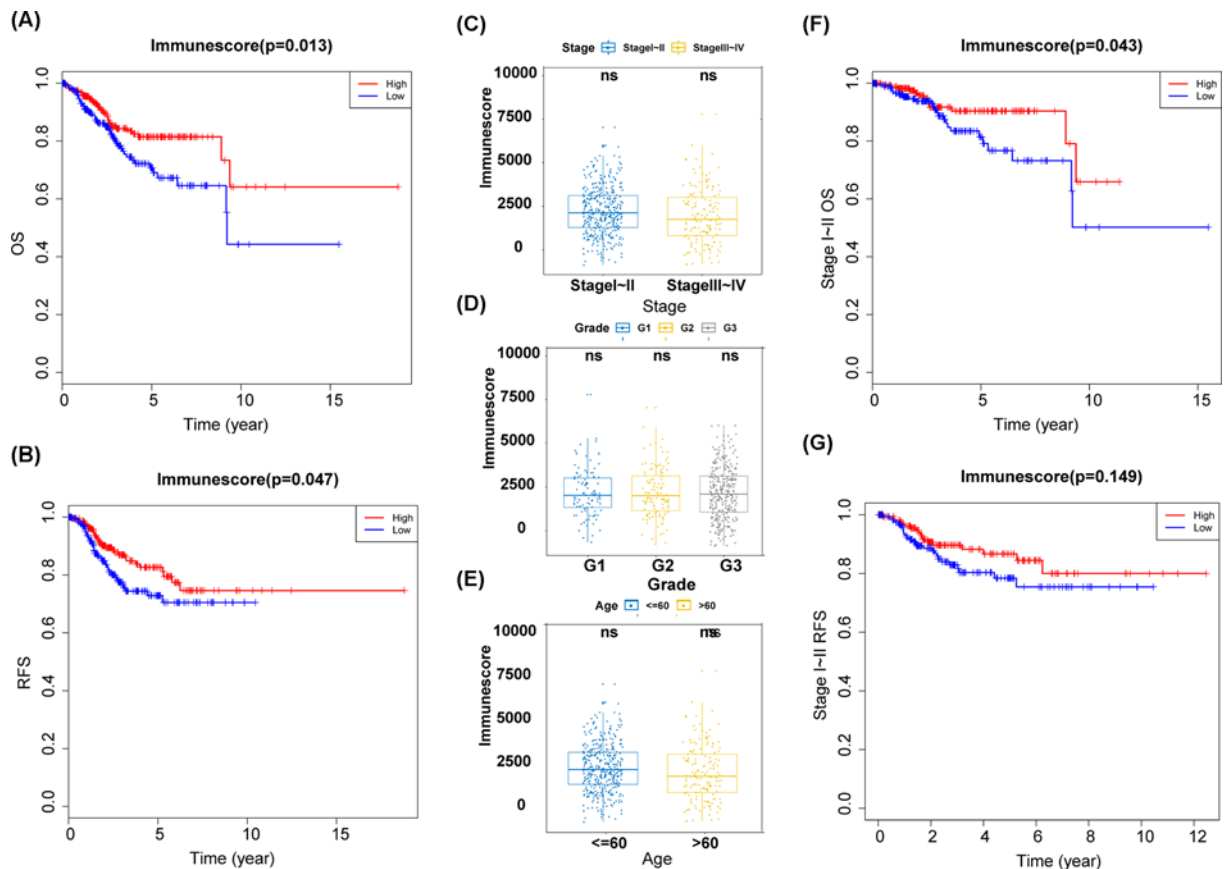 (A)
Immunescore(p=0.013)
High
Low
1.0
0.8
0.6
0.4
0.2
0.0
OS
0 5 10 15
Time (year)
(B)
Immunescore(p=0.047)
High
Low
1.0
0.8
0.6
0.4
0.2
0.0
RFS
0 5 10 15
Time (year)
(C)
Stage StageI~II StageIII~IV
ns ns
10000
7500
5000
2500
0
Immunescore
StageI~II StageIII~IV
Stage
(D)
Grade G1 G2 G3
ns ns ns
10000
7500
5000
2500
0
Immunescore
G1 G2 G3
Grade
(E)
Age <=60 >60
ns ns
10000
7500
5000
2500
0
Immunescore
<=60 >60
Age
(F)
Immunescore(p=0.043)
High
Low
1.0
0.8
0.6
0.4
0.2
0.0
Stage I~II OS
0 5 10 15
Time (year)
(G)
Immunescore(p=0.149)
High
Low
1.0
0.8
0.6
0.4
0.2
0.0
Stage I~II RFS
0 2 4 6 8 10 12
Time (year)